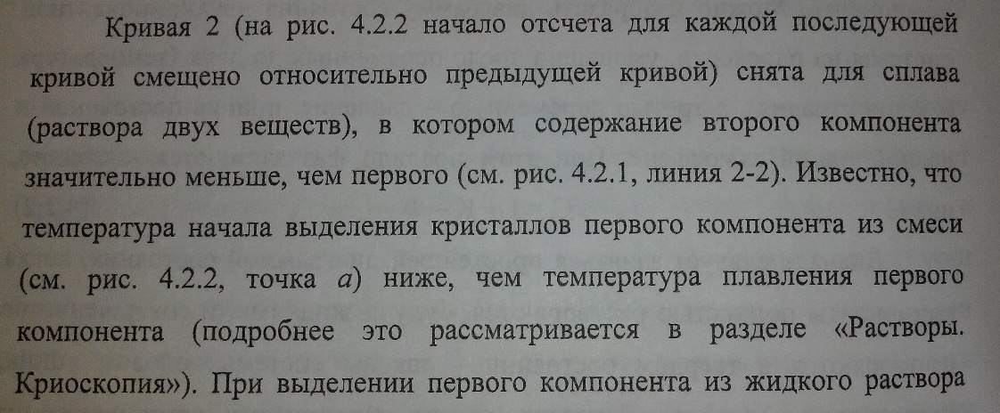 Кривая 2 (на рис. 4.2.2 начало отсчета для каждой последующей
кривой смещено относительно предыдущей кривой) снята для сплава
(раствора двух веществ), в котором содержание второго компонента
значительно меньше, чем первого (см. рис. 4.2.1, линия 2-2). Известно, что
температура начала выделения кристаллов первого компонента из смеси
(см. рис. 4.2.2, точка а) ниже, чем температура плавления первого
компонента (подробнее это рассматривается в разделе «Растворы.
Криоскопия»). При выделении первого компонента из жидкого раствора